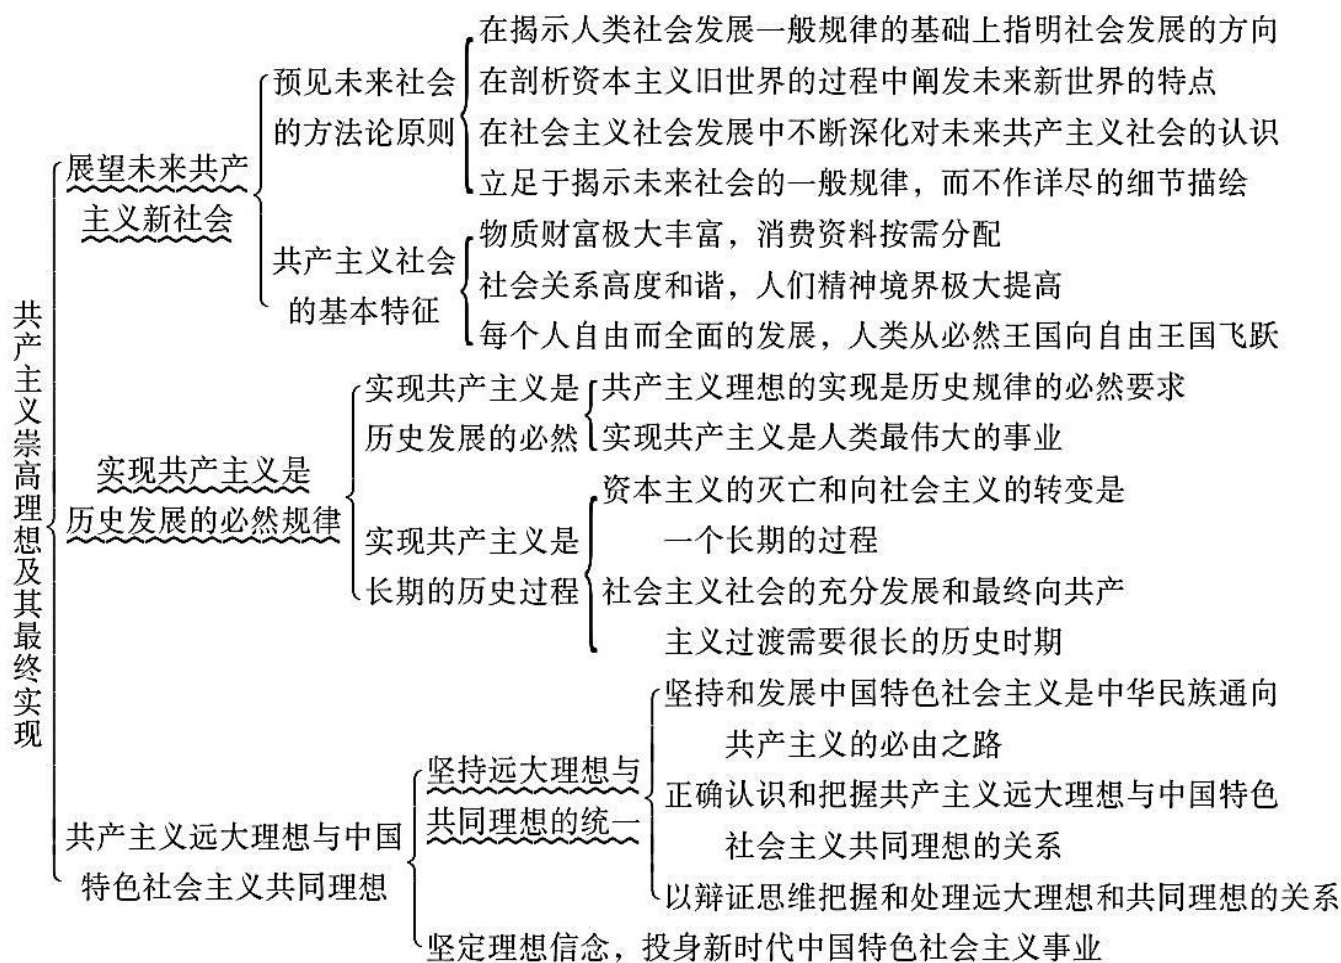 共产主义崇高理想及其最终实现
展望未来共产
主义新社会
预见未来社会
的方法论原则
在揭示人类社会发展一般规律的基础上指明社会发展的方向
在剖析资本主义旧世界的过程中阐发未来新世界的特点
在社会主义社会发展中不断深化对未来共产主义社会的认识
立足于揭示未来社会的一般规律，而不作详尽的细节描绘
共产主义社会
的基本特征
物质财富极大丰富，消费资料按需分配
社会关系高度和谐，人们精神境界极大提高
每个人自由而全面的发展，人类从必然王国向自由王国飞跃
实现共产主义是
历史发展的必然规律
实现共产主义是
历史发展的必然
共产主义理想的实现是历史规律的必然要求
实现共产主义是人类最伟大的事业
实现共产主义是
长期的历史过程
资本主义的灭亡和向社会主义的转变是
一个长期的过程
社会主义社会的充分发展和最终向共产
主义过渡需要很长的历史时期
共产主义远大理想与中国
特色社会主义共同理想
坚持远大理想与
共同理想的统一
坚持和发展中国特色社会主义是中华民族通向
共产主义的必由之路
正确认识和把握共产主义远大理想与中国特色
社会主义共同理想的关系
以辩证思维把握和处理远大理想和共同理想的关系
坚定理想信念，投身新时代中国特色社会主义事业